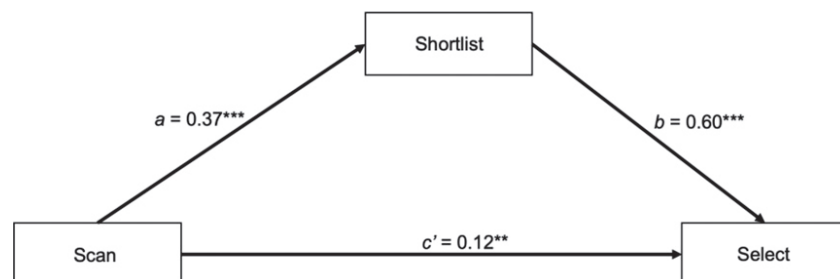 Shortlist
a = 0.37***
b = 0.60***
Scan
c' = 0.12**
Select